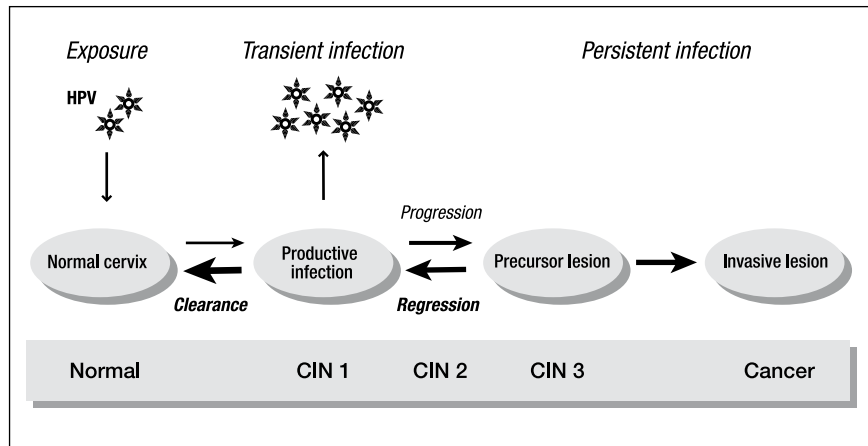 Exposure
Transient infection
Persistent infection
HPV
Progression
Normal cervix
Productive
infection
Precursor lesion
Invasive lesion
Clearance
Regression
Normal
CIN 1
CIN 2
CIN 3
Cancer